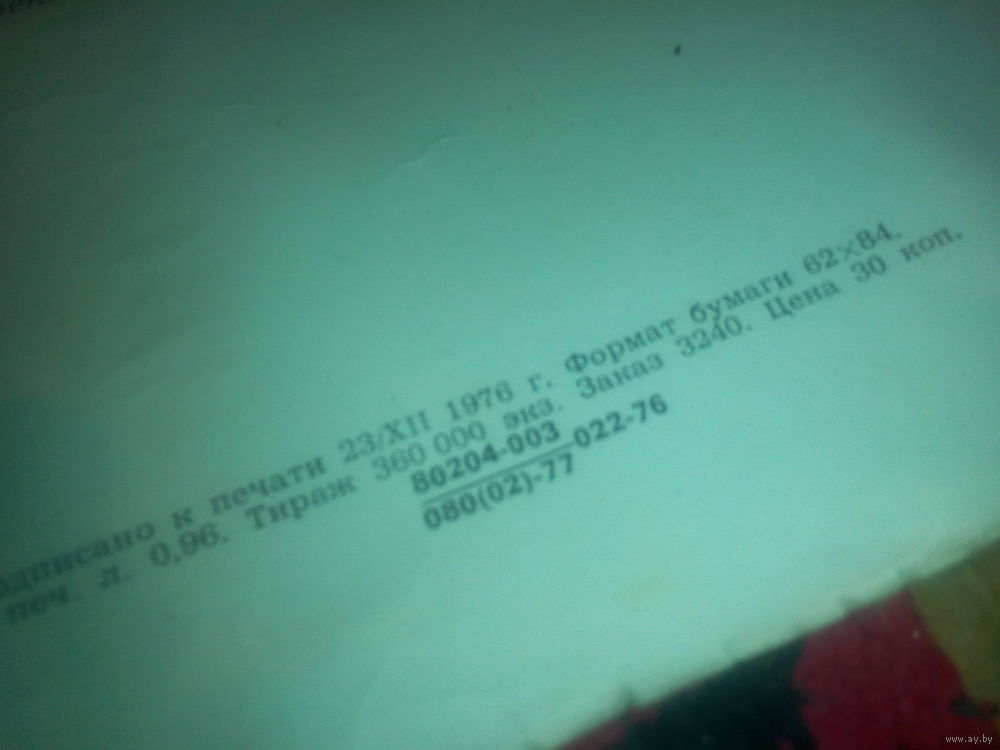 одписано к печати 23/XII 1976 г. Формат бумаги 62×84.
печ. л. 0,96. Тираж 360 000 экз. Заказ 3240. Цена 30 коп.
80204-003
022-76
080(02)-77
www.ay.by